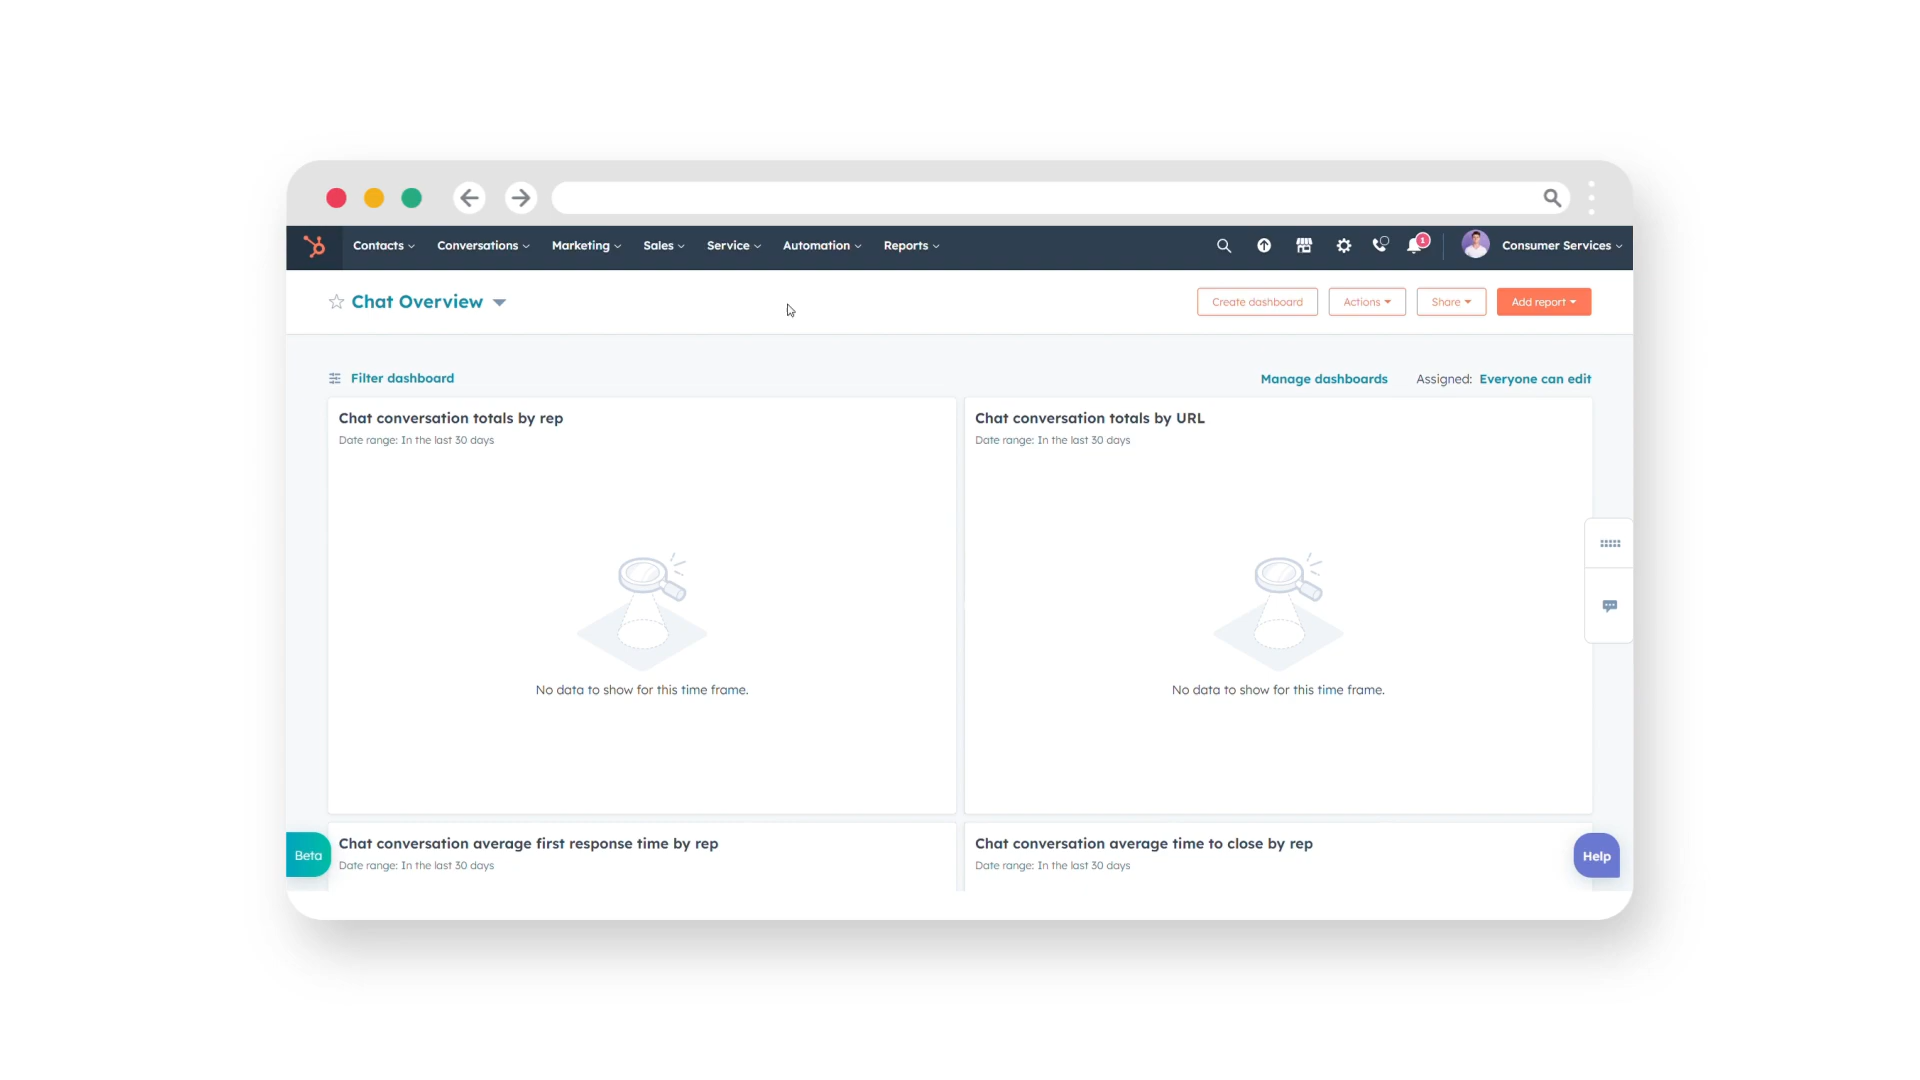 Contacts Conversations Marketing Sales Service Automation Reports 1 Consumer Services
Chat Overview Create dashboard Actions Share Add report
Filter dashboard Manage dashboards Assigned: Everyone can edit
Chat conversation totals by rep
Date range: In the last 30 days
No data to show for this time frame.
Chat conversation totals by URL
Date range: In the last 30 days
No data to show for this time frame.
Chat conversation average first response time by rep
Date range: In the last 30 days
Chat conversation average time to close by rep
Date range: In the last 30 days
Beta
Help